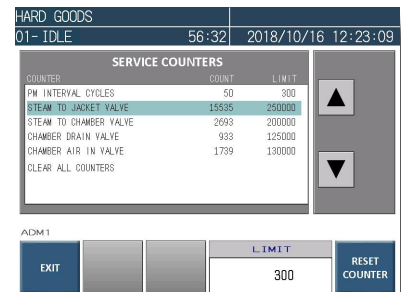 HARD GOODS
01- IDLE 56:32 2018/10/16 12:23:09
SERVICE COUNTERS
COUNTER COUNT LIMIT
PM INTERVAL CYCLES 50 300
STEAM TO JACKET VALVE 15535 250000
STEAM TO CHAMBER VALVE 2693 200000
CHAMBER DRAIN VALVE 933 125000
CHAMBER AIR IN VALVE 1739 130000
CLEAR ALL COUNTERS
ADM1
LIMIT
EXIT 300 RESET
COUNTER